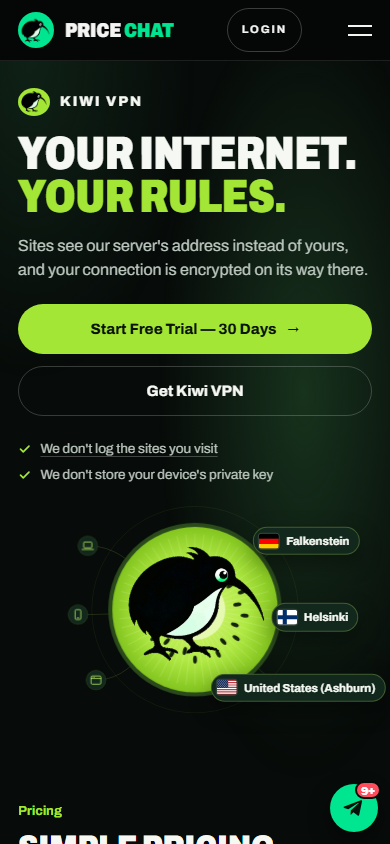 PRICE CHAT
LOGIN
KIWI VPN
YOUR INTERNET.
YOUR RULES.
Sites see our server's address instead of yours,
and your connection is encrypted on its way there.
Start Free Trial — 30 Days →
Get Kiwi VPN
We don't log the sites you visit
We don't store your device's private key
Falkenstein
Helsinki
United States (Ashburn)
9+
Pricing
SIMPLE PRICING